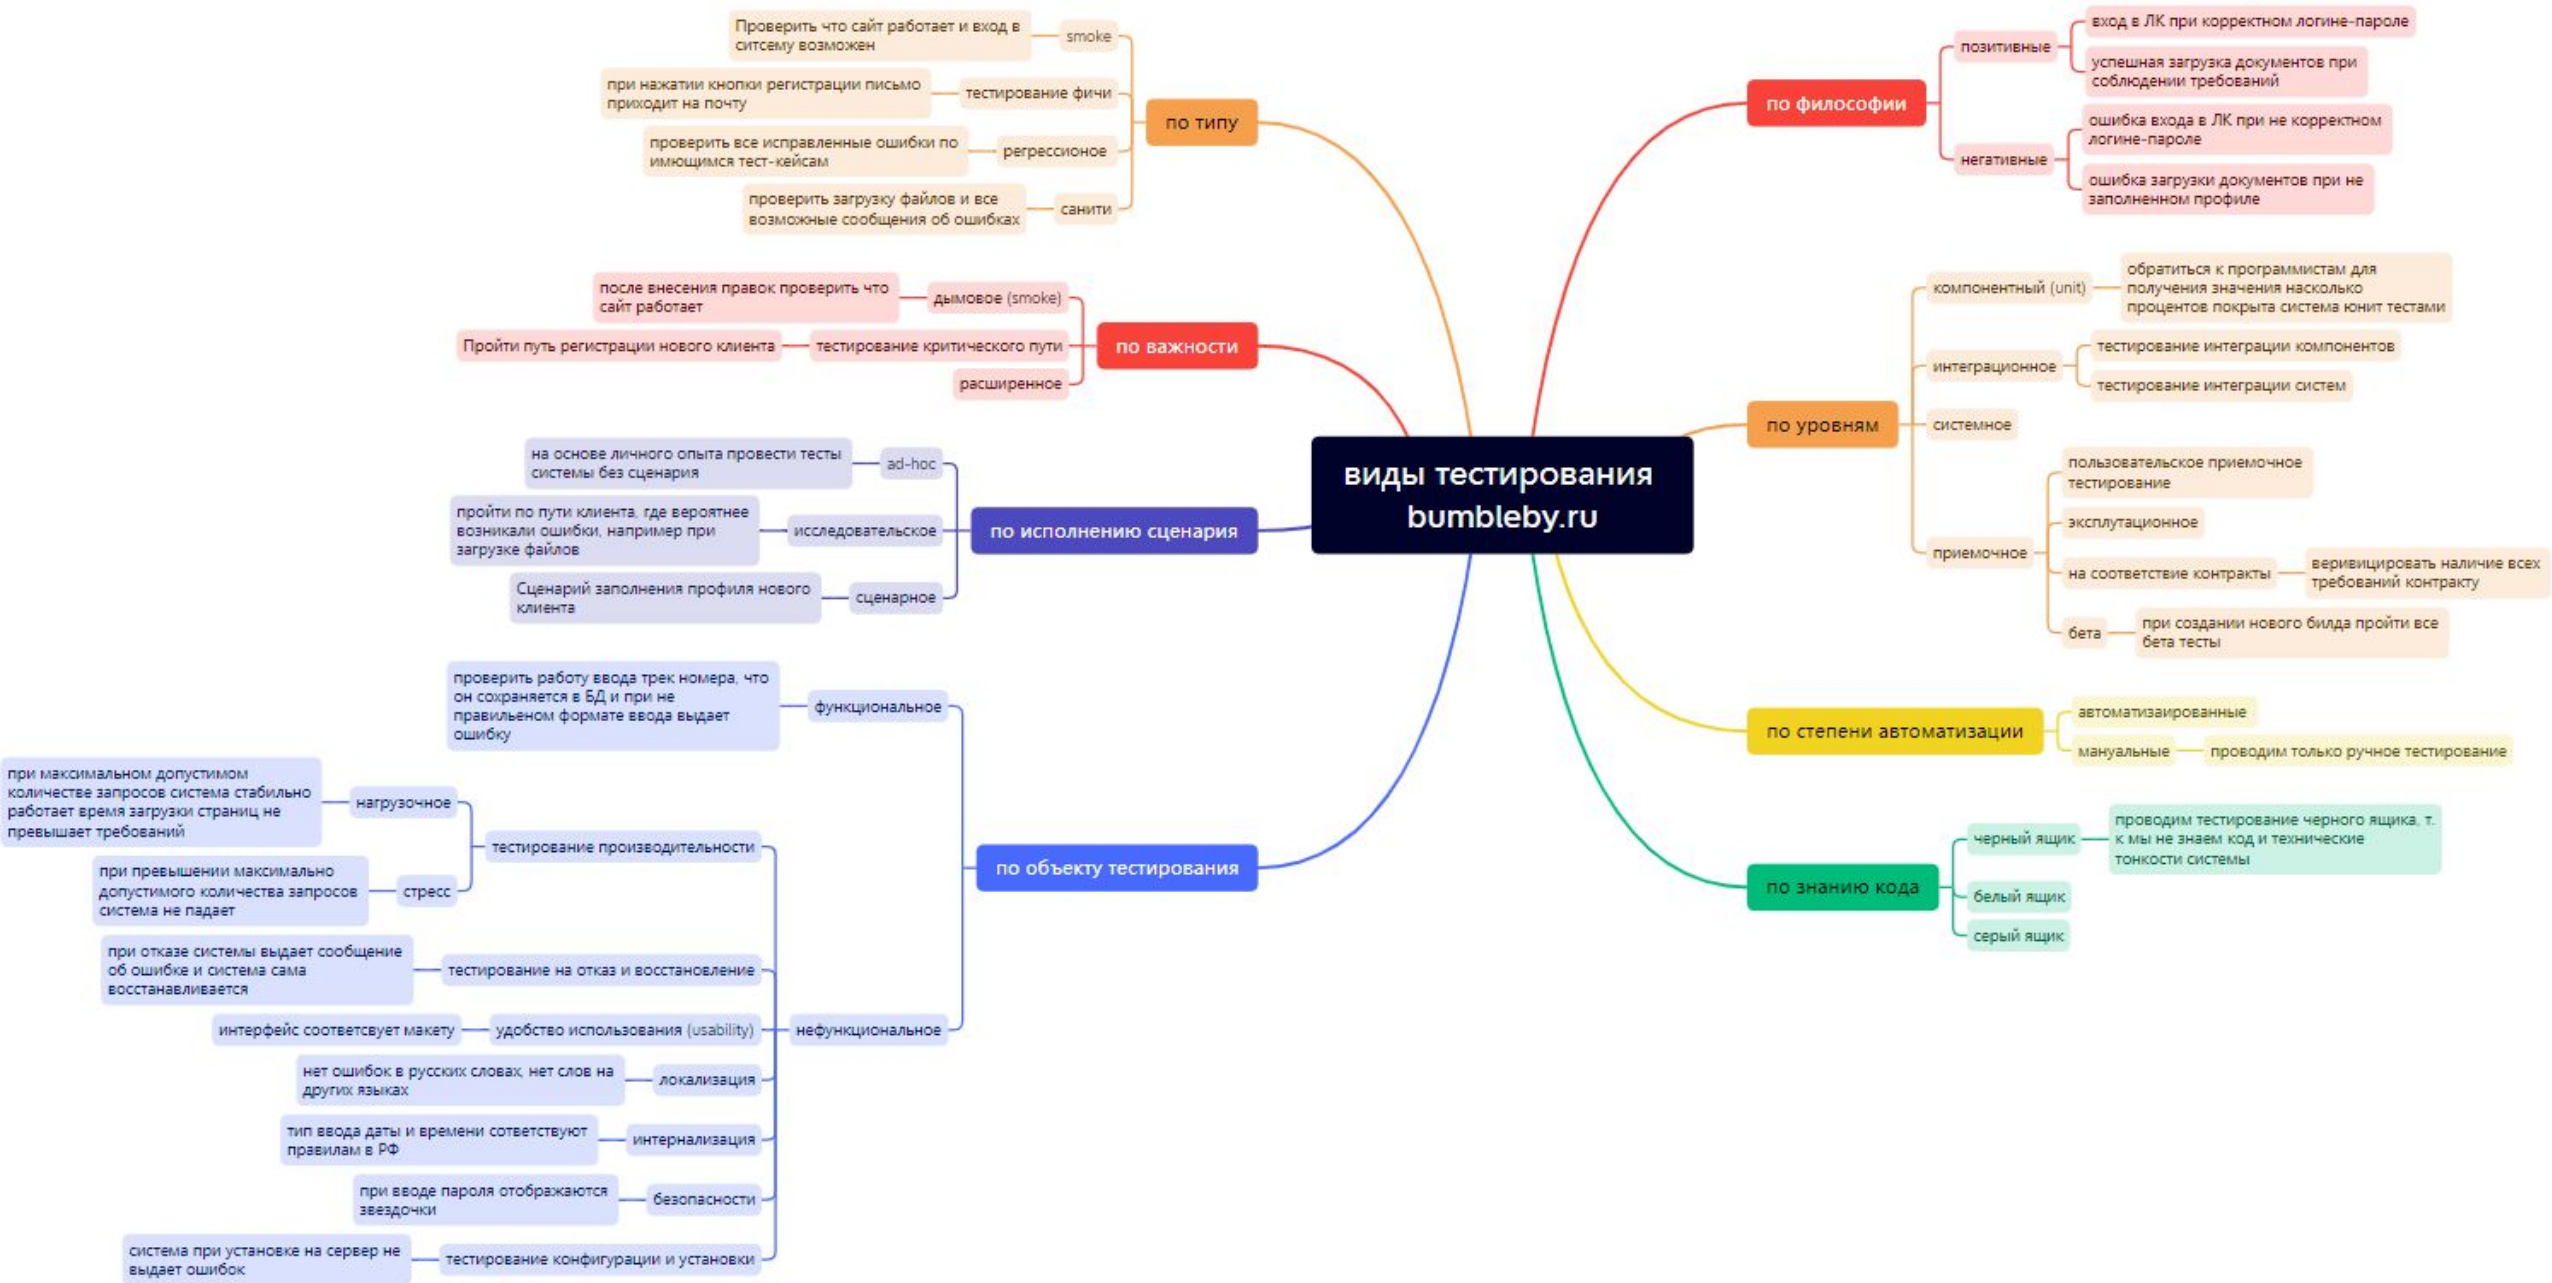 виды тестирования
bumbleby.ru
по типу
smoke
Проверить что сайт работает и вход в
ситсему возможен
тестирование фичи
при нажатии кнопки регистрации письмо
приходит на почту
регрессионое
проверить все исправленные ошибки по
имющимся тест-кейсам
санити
проверить загрузку файлов и все
возможные сообщения об ошибках
по важности
дымовое (smoke)
после внесения правок проверить что
сайт работает
тестирование критического пути
Пройти путь регистрации нового клиента
расширенное
по исполнению сценария
ad-hoc
на основе личного опыта провести тесты
системы без сценария
исследовательское
пройти по пути клиента, где вероятнее
возникали ошибки, например при
загрузке файлов
сценарное
Сценарий заполнения профиля нового
клиента
по объекту тестирования
функциональное
проверить работу ввода трек номера, что
он сохраняется в БД и при не
правильеном формате ввода выдает
ошибку
нефункциональное
тестирование производительности
нагрузочное
при максимальном допустимом
количестве запросов система стабильно
работает время загрузки страниц не
превышает требований
стресс
при превышении максимально
допустимого количества запросов
система не падает
тестирование на отказ и восстановление
при отказе системы выдает сообщение
об ошибке и система сама
восстанавливается
удобство использования (usability)
интерфейс соответсвует макету
локализация
нет ошибок в русских словах, нет слов на
других языках
интернализация
тип ввода даты и времени сответствуют
правилам в РФ
безопасности
при вводе пароля отображаются
звездочки
тестирование конфигурации и установки
система при установке на сервер не
выдает ошибок
по философии
позитивные
вход в ЛК при корректном логине-пароле
успешная загрузка документов при
соблюдении требований
негативные
ошибка входа в ЛК при не корректном
логине-пароле
ошибка загрузки документов при не
заполненном профиле
по уровням
компонентный (unit)
обратиться к программистам для
получения значения насколько
процентов покрыта система юнит тестами
интеграционное
тестирование интеграции компонентов
тестирование интеграции систем
системное
приемочное
пользовательское приемочное
тестирование
эксплутационное
на соответствие контракты
веривицировать наличие всех
требований контракту
бета
при создании нового билда пройти все
бета тесты
по степени автоматизации
автоматизаированные
мануальные
проводим только ручное тестирование
по знанию кода
черный ящик
проводим тестирование черного ящика, т.
к мы не знаем код и технические
тонкости системы
белый ящик
серый ящик